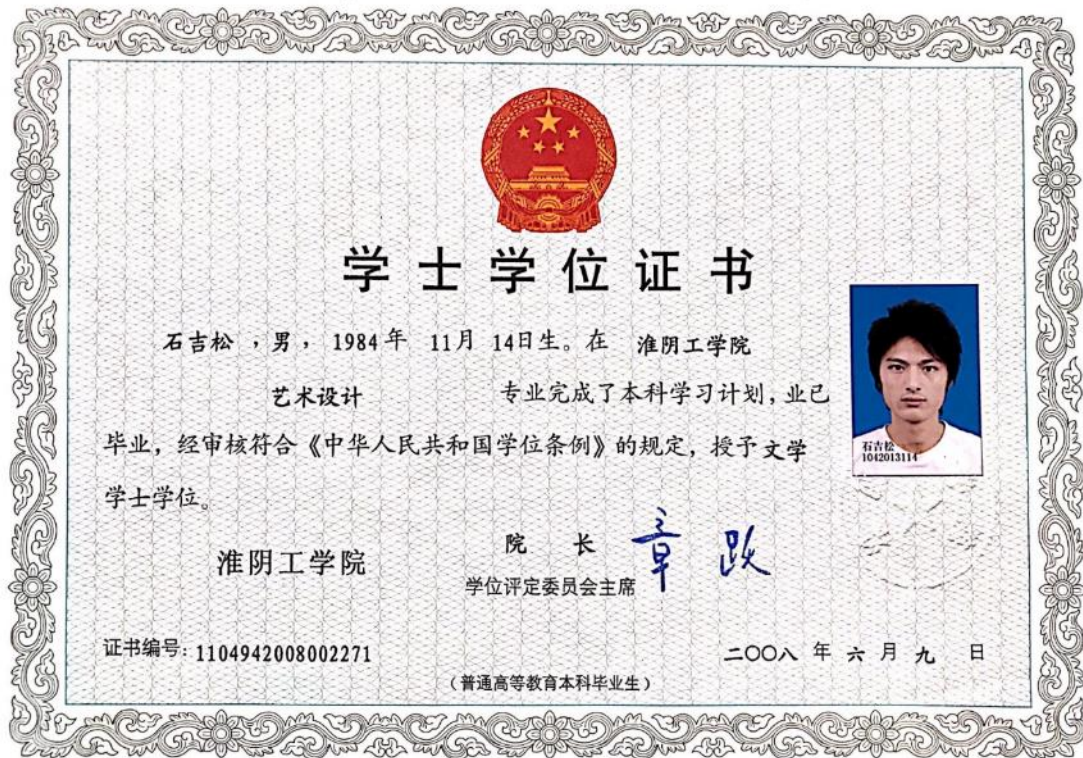 学士学位证书
石吉松 ，男， 1984年 11月 14日生。在 淮阴工学院
艺术设计 专业完成了本科学习计划，业已
毕业，经审核符合《中华人民共和国学位条例》的规定，授予文学
学士学位。
石吉松
1042013114
淮阴工学院
院 长 章跃
学位评定委员会主席
证书编号：1104942008002271
二〇〇八 年 六 月 九 日
（普通高等教育本科毕业生）